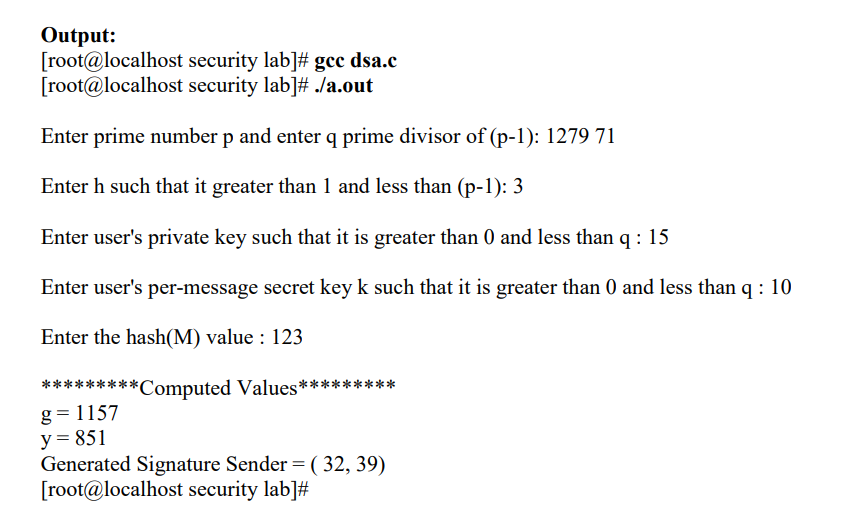 Output:
[root@localhost security lab]# gcc dsa.c
[root@localhost security lab]# ./a.out
Enter prime number p and enter q prime divisor of (p-1): 1279 71
Enter h such that it greater than 1 and less than (p-1): 3
Enter user's private key such that it is greater than 0 and less than q : 15
Enter user's per-message secret key k such that it is greater than 0 and less than q : 10
Enter the hash(M) value : 123
*********Computed Values*********
g = 1157
y = 851
Generated Signature Sender = ( 32, 39)
[root@localhost security lab]#